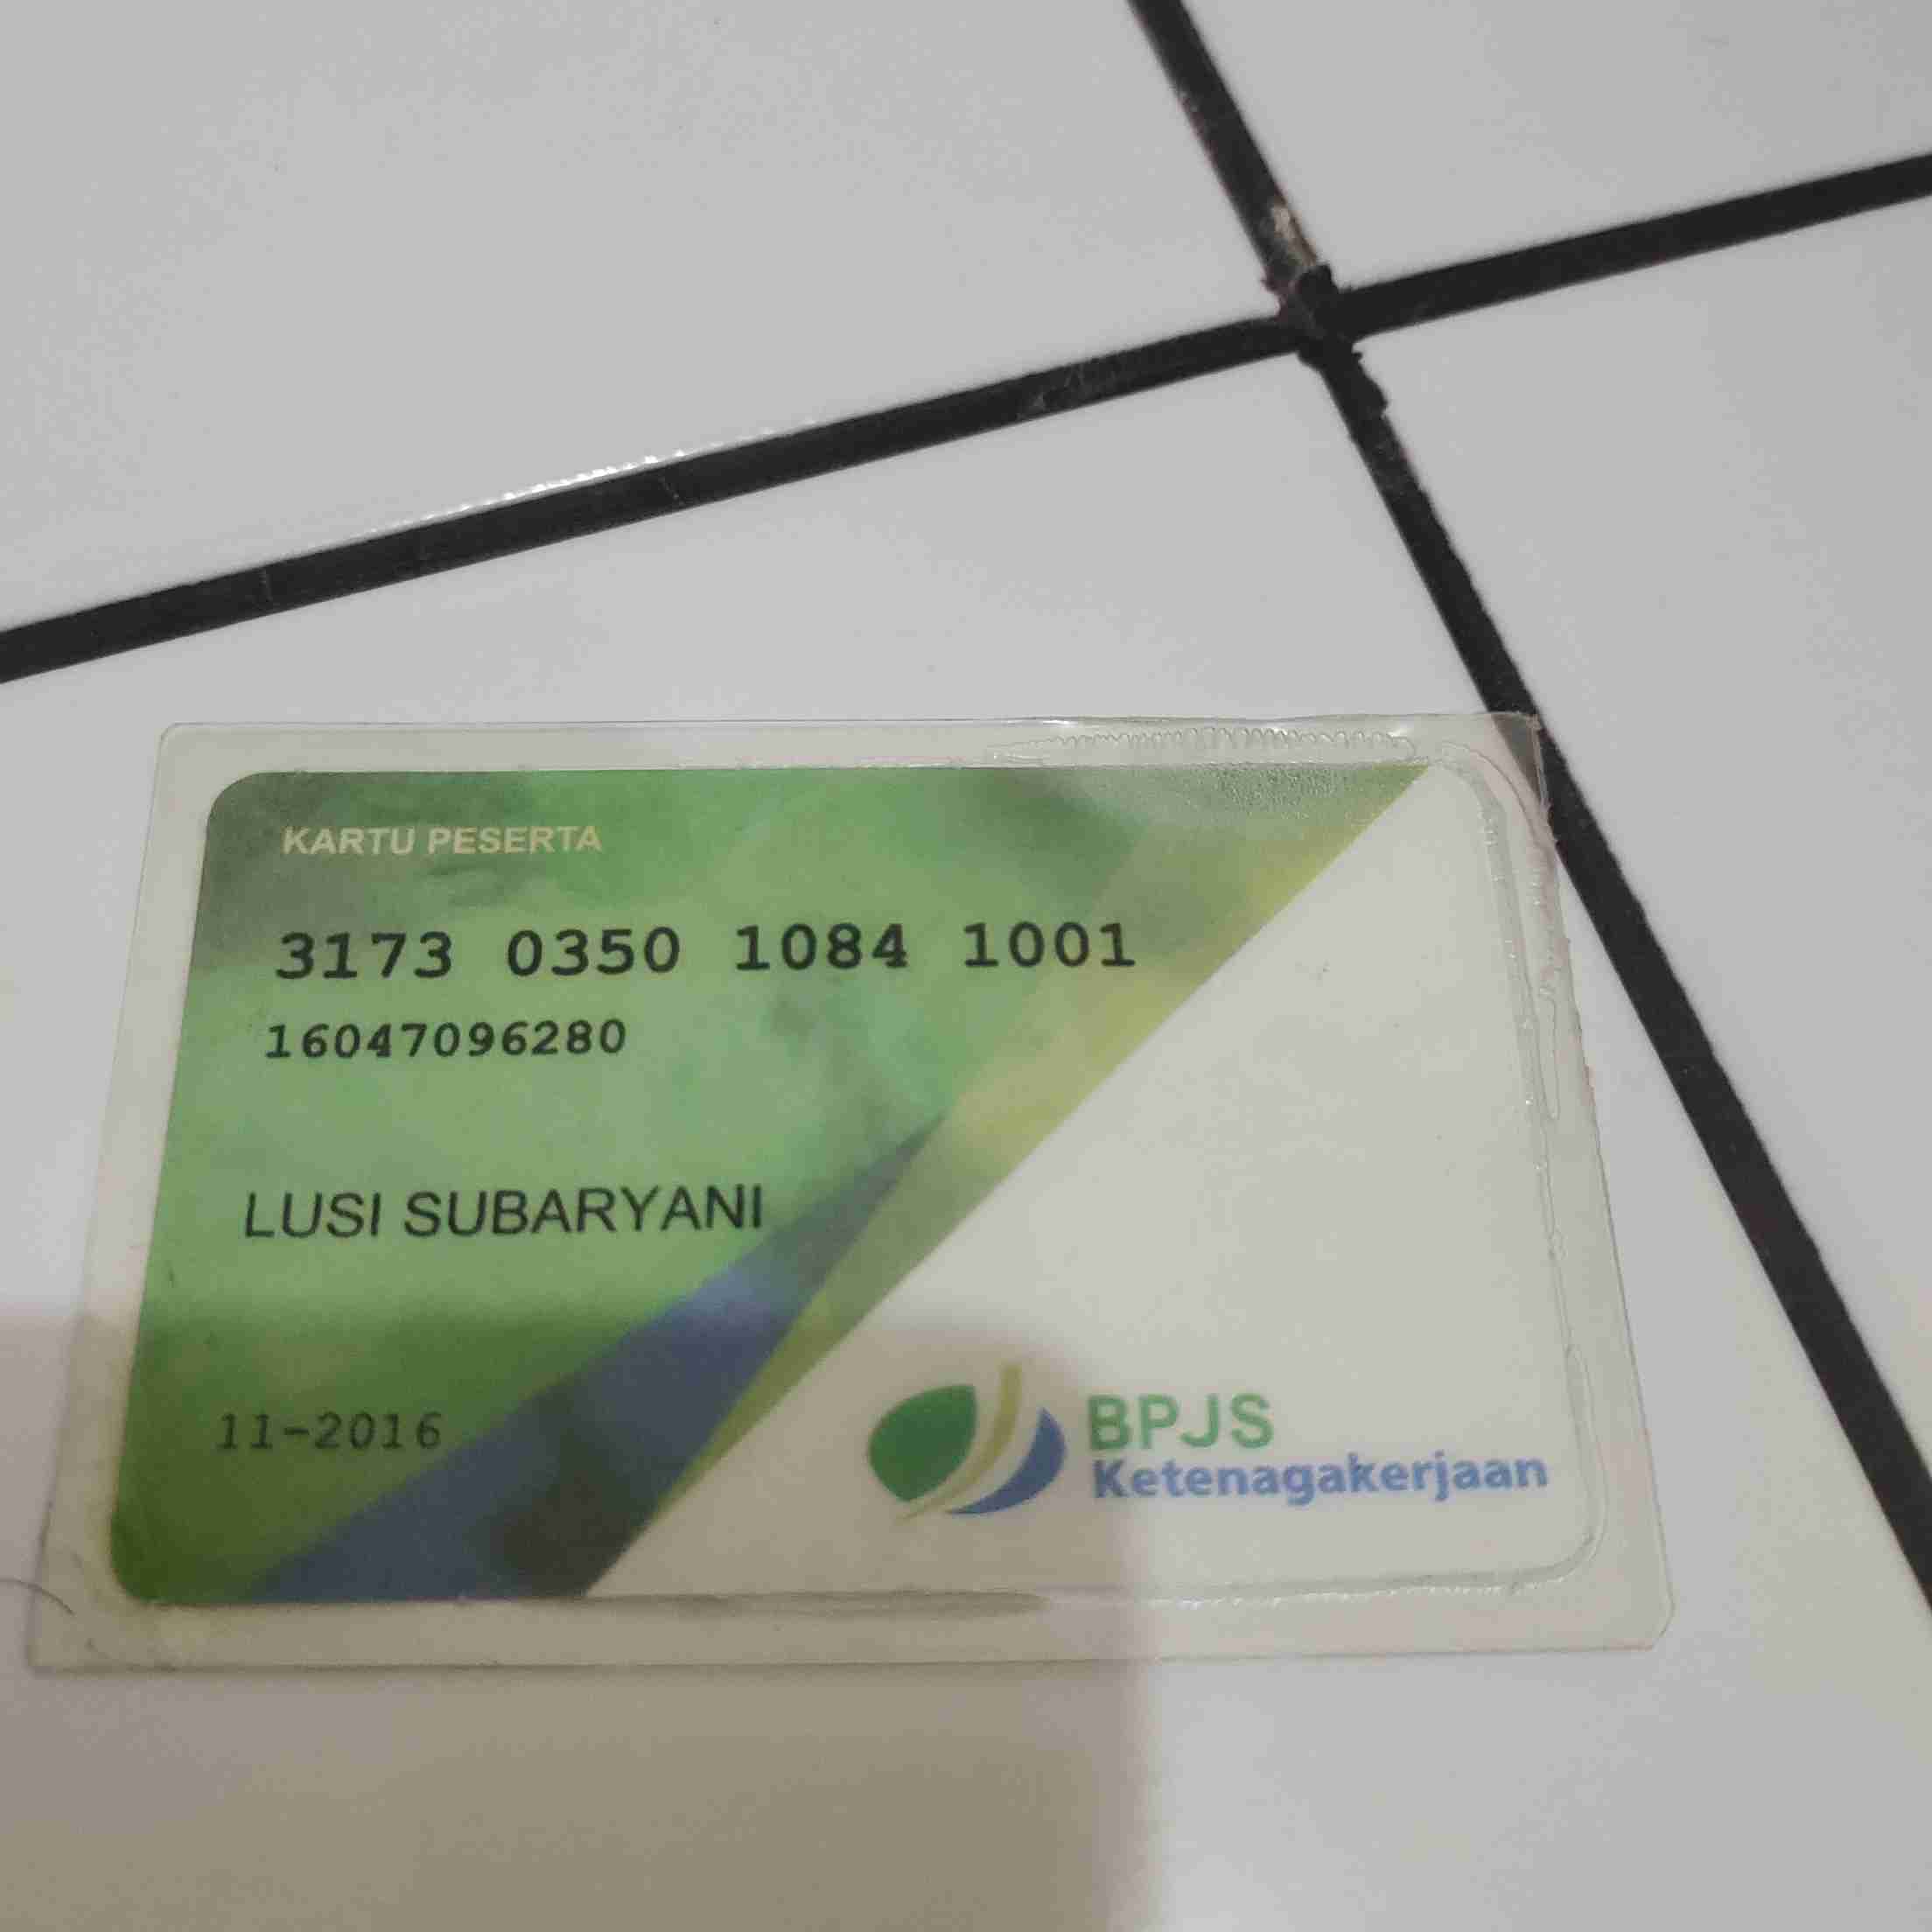 KARTU PESERTA
3173 0350 1084 1001
16047096280
LUSI SUBARYANI
11-2016
BPJS
Ketenagakerjaan